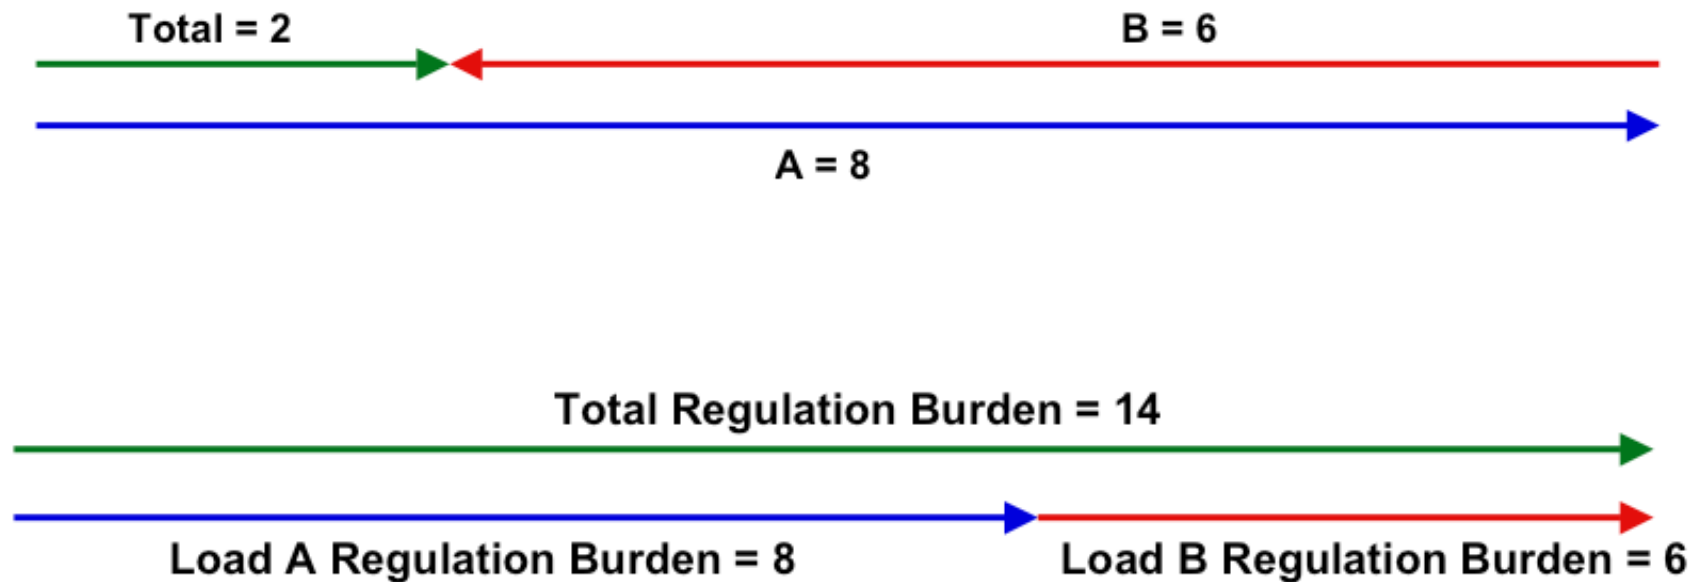 Total = 2
B = 6
A = 8
Total Regulation Burden = 14
Load A Regulation Burden = 8
Load B Regulation Burden = 6